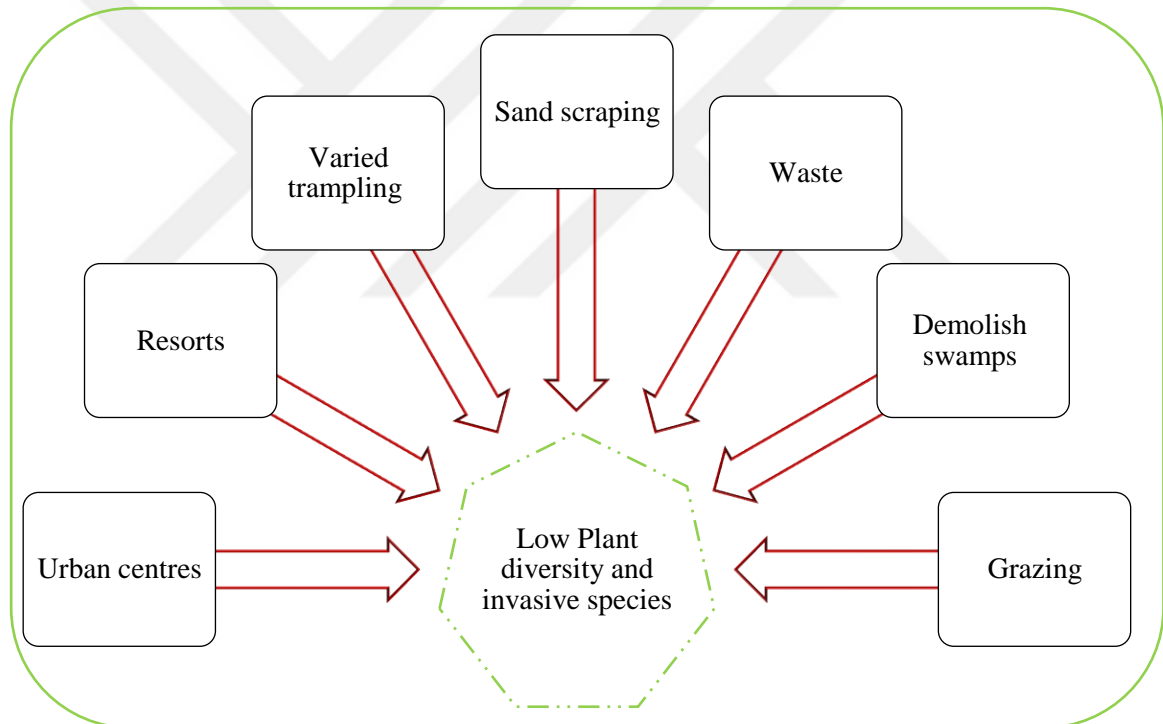 Sand scraping
Varied
trampling
Waste
Resorts
Demolish
swamps
Urban centres
Low Plant
diversity and
invasive species
Grazing